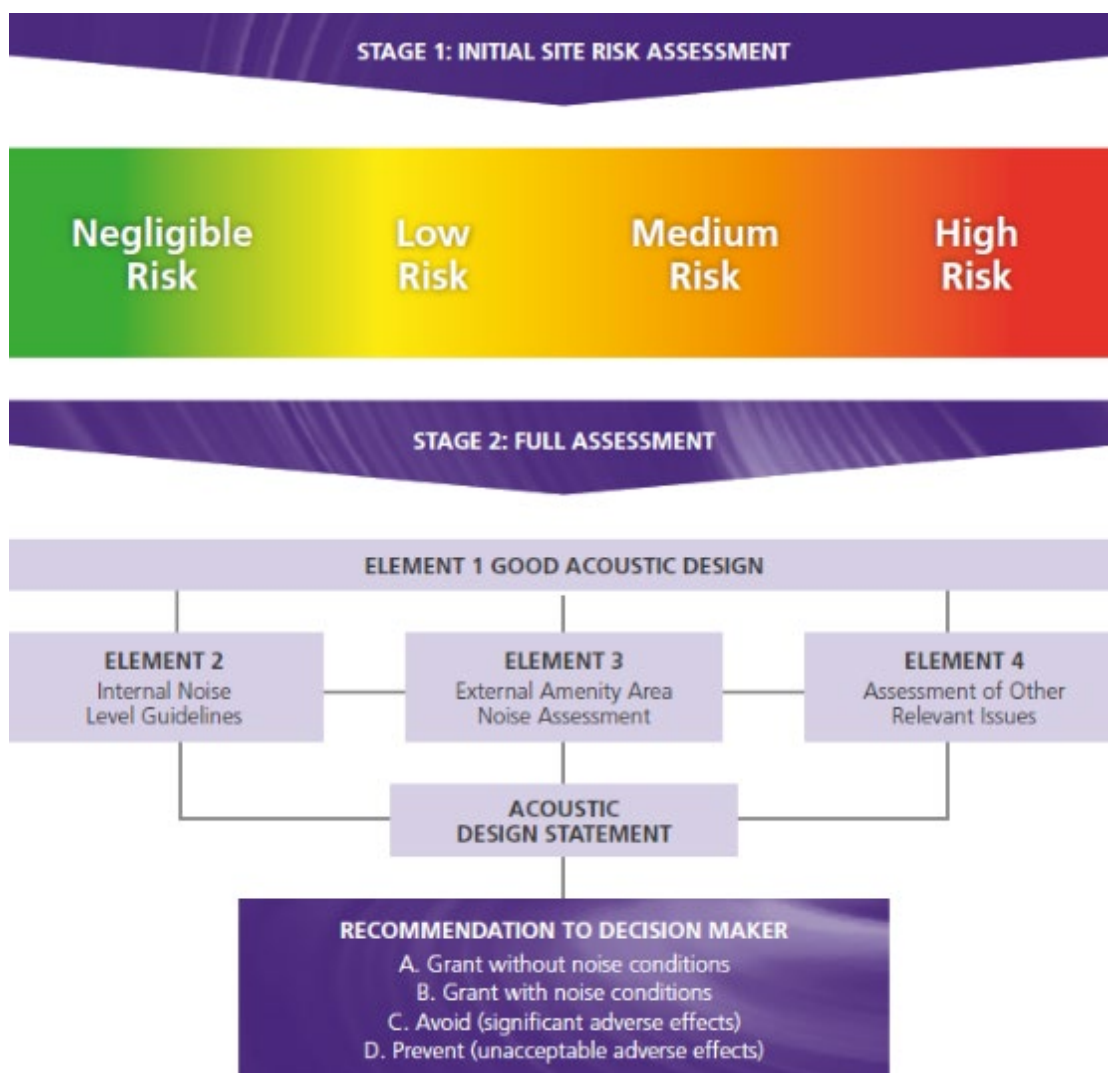 STAGE 1: INITIAL SITE RISK ASSESSMENT
Negligible Risk
Low Risk
Medium Risk
High Risk
STAGE 2: FULL ASSESSMENT
ELEMENT 1 GOOD ACOUSTIC DESIGN
ELEMENT 2
Internal Noise
Level Guidelines
ELEMENT 3
External Amenity Area
Noise Assessment
ELEMENT 4
Assessment of Other
Relevant Issues
ACOUSTIC
DESIGN STATEMENT
RECOMMENDATION TO DECISION MAKER
A. Grant without noise conditions
B. Grant with noise conditions
C. Avoid (significant adverse effects)
D. Prevent (unacceptable adverse effects)